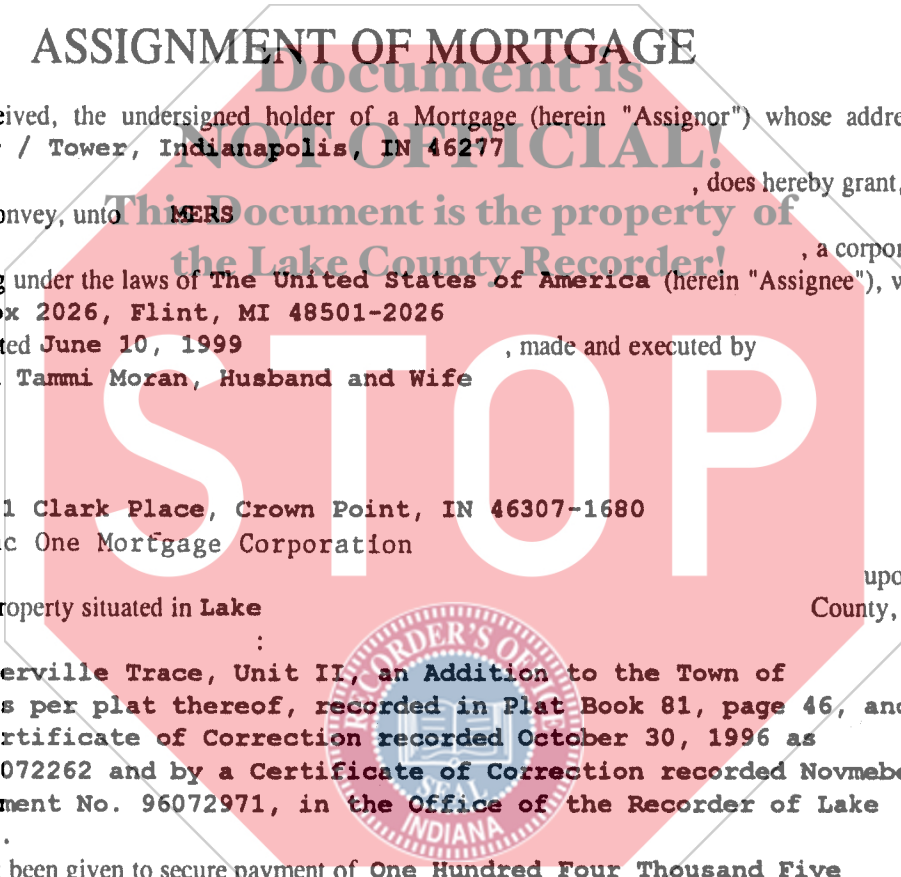 ASSIGNMENT OF MORTGAGE
Document is
eived, the undersigned holder of a Mortgage (herein "Assignor") whose addre
/ Tower, Indianapolis, IN 46277
NOT OFFICIAL!
, does hereby grant,
onvey, unto MERS
This Document is the property of
, a corpor
the Lake County Recorder!
under the laws of The United States of America (herein "Assignee"), w
x 2026, Flint, MI 48501-2026
ted June 10, 1999 , made and executed by
Tammi Moran, Husband and Wife
STOP
1 Clark Place, Crown Point, IN 46307-1680
c One Mortgage Corporation
upo
roperty situated in Lake County,
:
erville Trace, Unit II, an Addition to the Town of
s per plat thereof, recorded in Plat Book 81, page 46, and
rtificate of Correction recorded October 30, 1996 as
072262 and by a Certificate of Correction recorded Novmebe
ment No. 96072971, in the Office of the Recorder of Lake
.
RECORDER'S OFFICE
SEAL
INDIANA
been given to secure payment of One Hundred Four Thousand Five